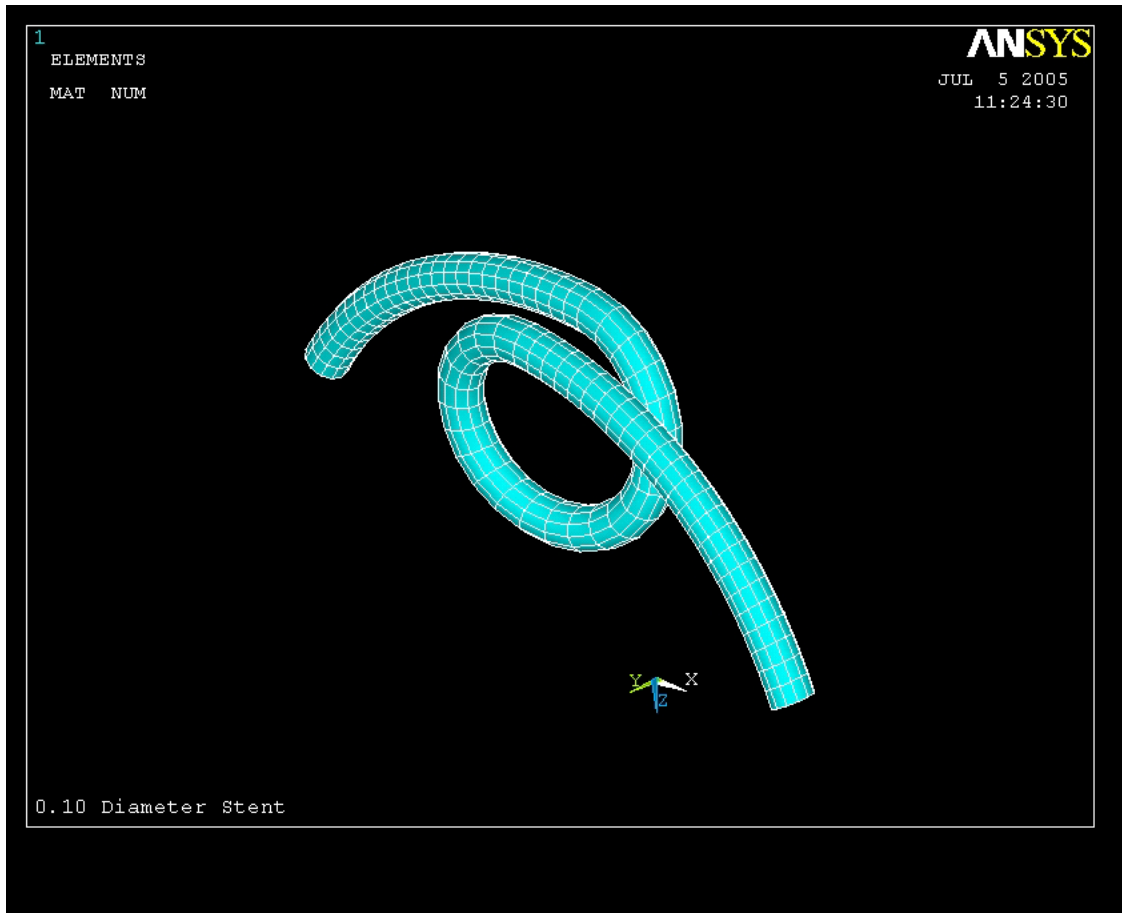 1
ELEMENTS
MAT NUM
ANSYS
JUL 5 2005
11:24:30
Y
X
Z
0.10 Diameter Stent